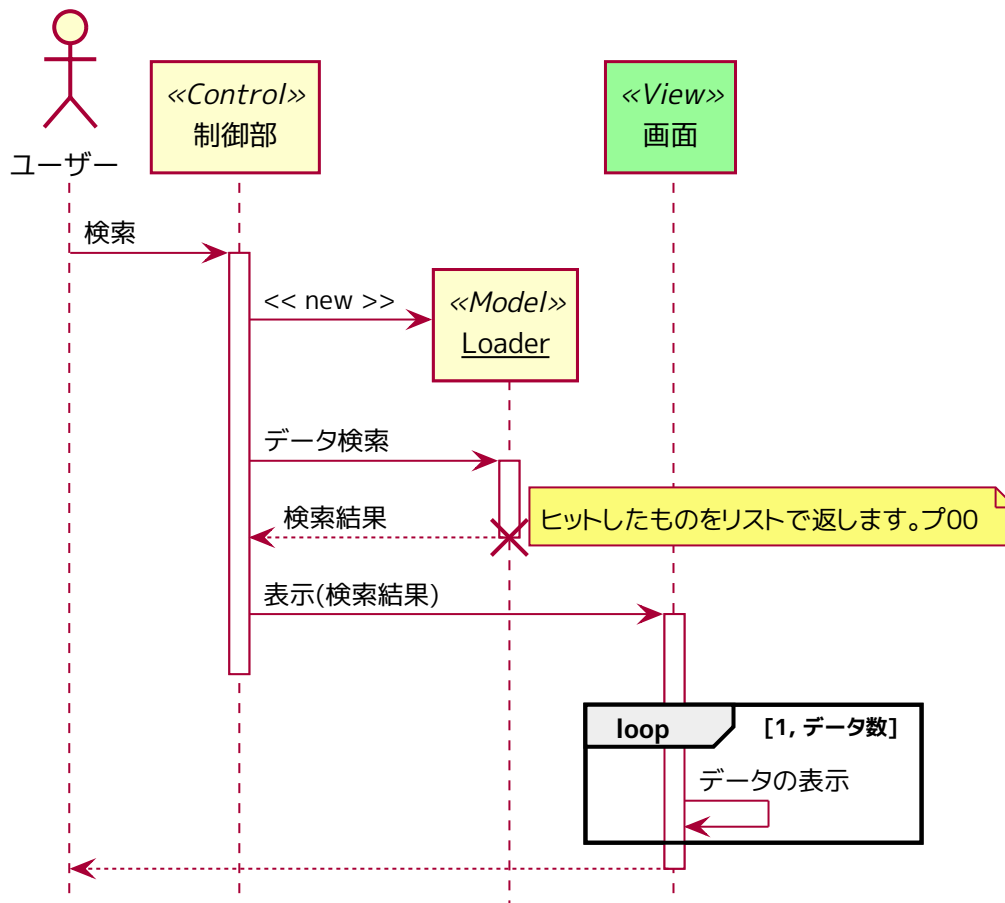 ユーザー
«Control»
制御部
«View»
画面
検索
<< new >>
«Model»
Loader
データ検索
検索結果
ヒットしたものをリストで返します。プ00
表示(検索結果)
loop
[1, データ数]
データの表示